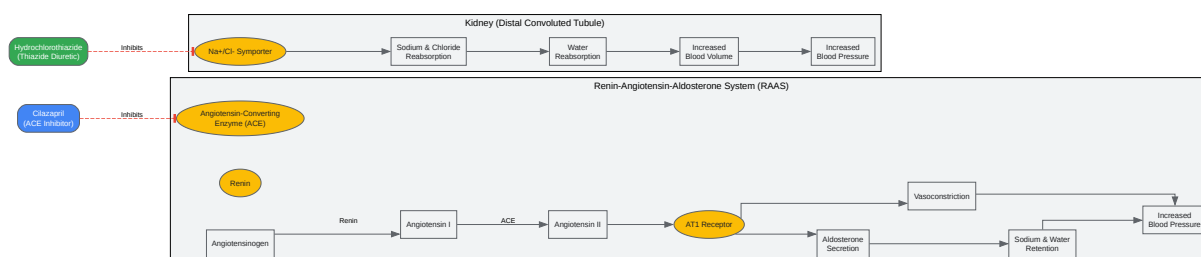 Kidney (Distal Convoluted Tubule)
Hydrochlorothiazide
(Thiazide Diuretic)
Inhibits
Na+/Cl- Symporter
Sodium & Chloride
Reabsorption
Water
Reabsorption
Increased
Blood Volume
Increased
Blood Pressure
Renin-Angiotensin-Aldosterone System (RAAS)
Cilazapril
(ACE Inhibitor)
Inhibits
Angiotensin-Converting
Enzyme (ACE)
Renin
Vasoconstriction
Angiotensinogen
Renin
Angiotensin I
ACE
Angiotensin II
AT1 Receptor
Aldosterone
Secretion
Sodium & Water
Retention
Increased
Blood Pressure